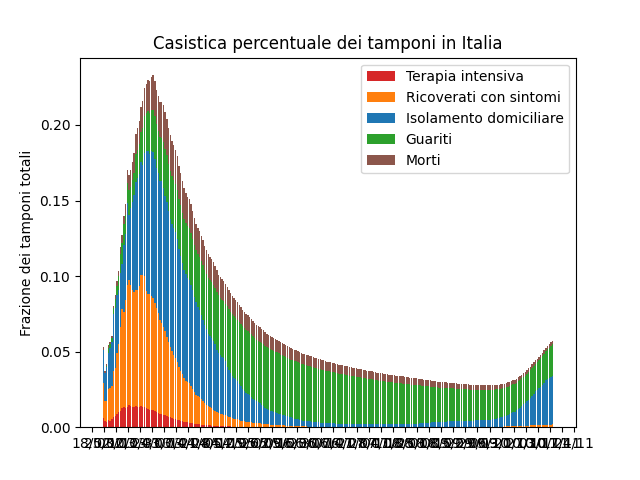 Casistica percentuale dei tamponi in Italia
Terapia intensiva
Ricoverati con sintomi
Isolamento domiciliare
Guariti
Morti
Frazione dei tamponi totali
0.20
0.15
0.10
0.05
0.00